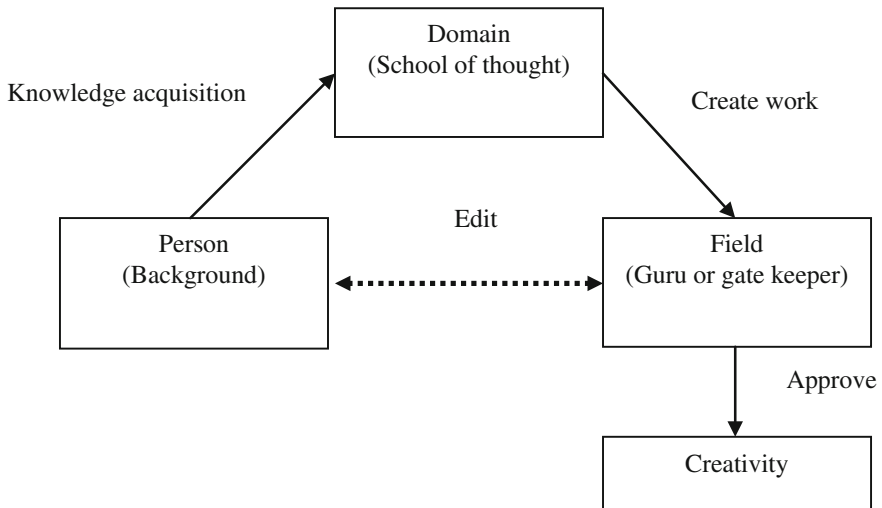 Domain
(School of thought)
Knowledge acquisition
Create work
Edit
Person
(Background)
Field
(Guru or gate keeper)
Approve
Creativity